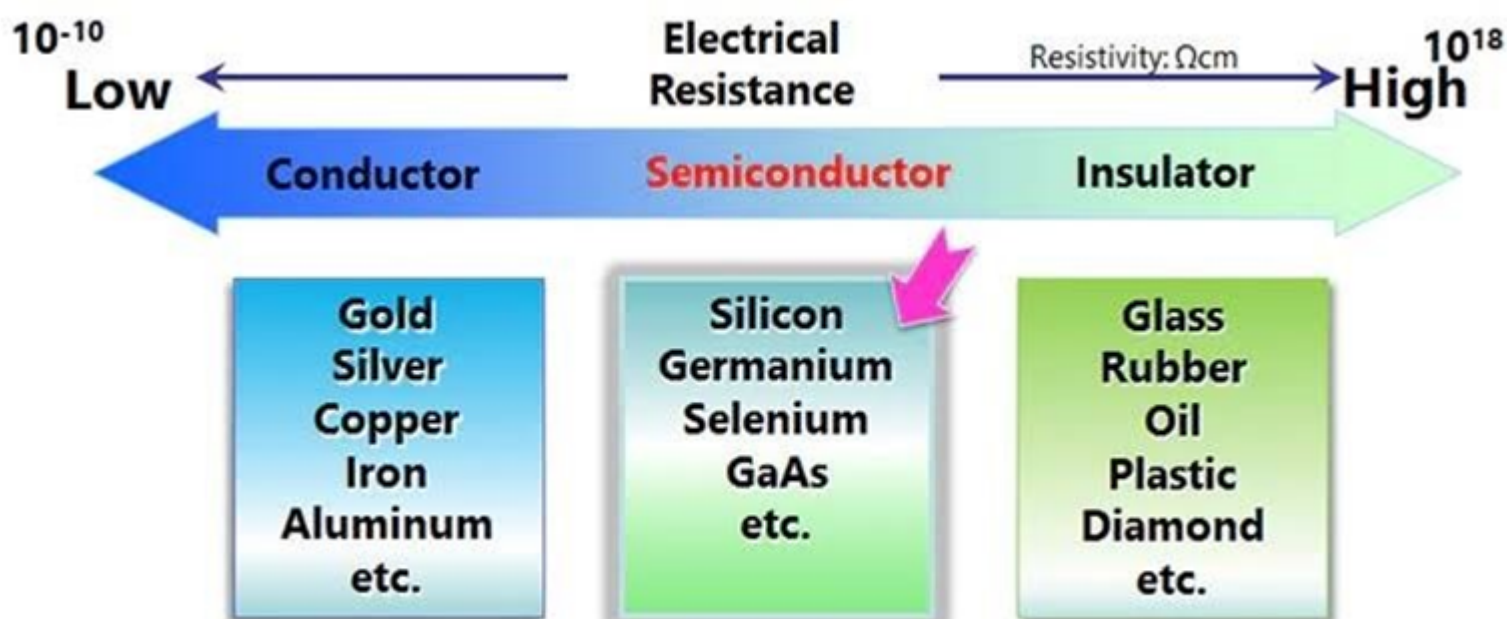 10⁻¹⁰
Low
Electrical
Resistance
Resistivity: Ωcm
10¹⁸
High
Conductor
Semiconductor
Insulator
Gold
Silver
Copper
Iron
Aluminum
etc.
Silicon
Germanium
Selenium
GaAs
etc.
Glass
Rubber
Oil
Plastic
Diamond
etc.